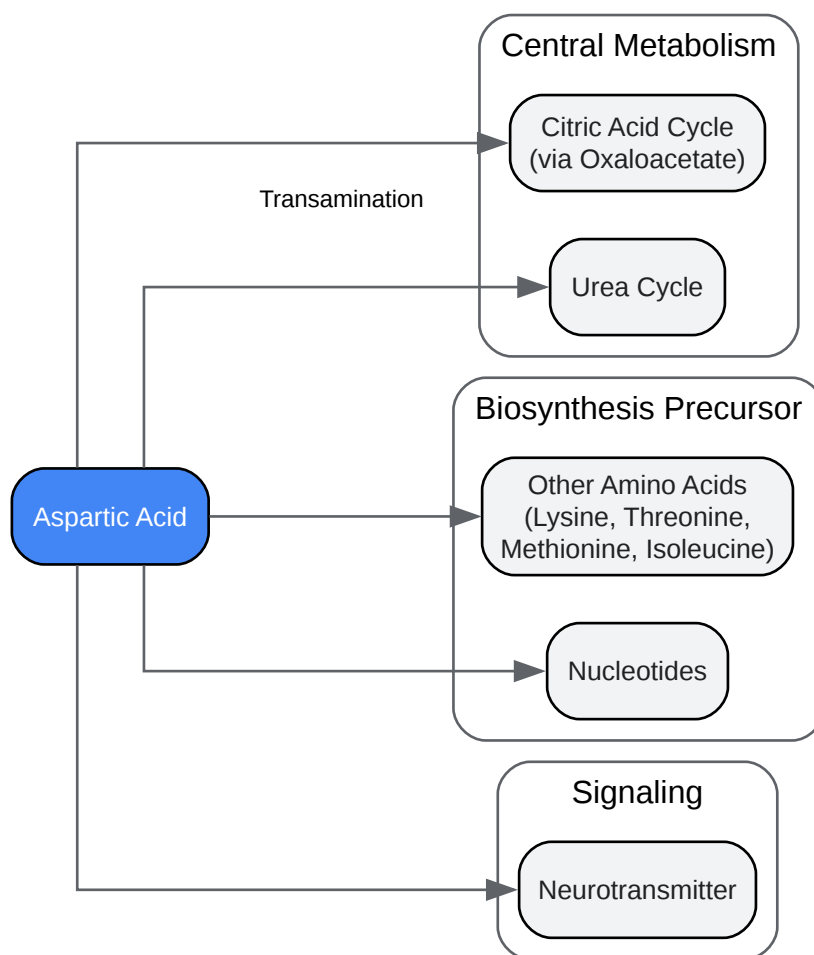 Central Metabolism
Citric Acid Cycle
(via Oxaloacetate)
Transamination
Urea Cycle
Biosynthesis Precursor
Other Amino Acids
(Lysine, Threonine,
Methionine, Isoleucine)
Aspartic Acid
Nucleotides
Signaling
Neurotransmitter